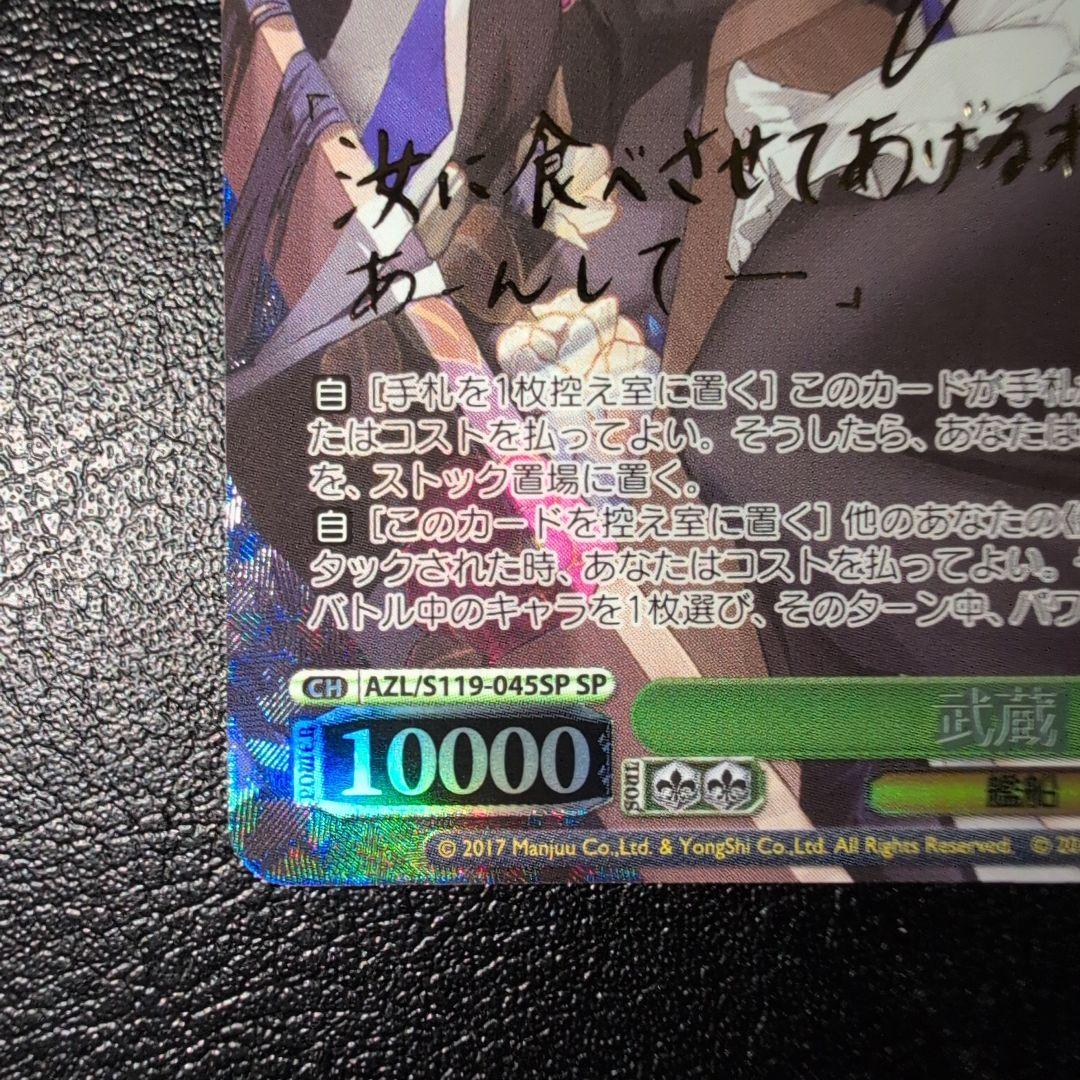 「
汝に食べさせてあげるわ
あーんしてー」
自 [手札を1枚控え室に置く] このカードが手札
たはコストを払ってよい。そうしたら、あなたは
を、ストック置場に置く。
自 [このカードを控え室に置く] 他のあなたの《
タックされた時、あなたはコストを払ってよい。
バトル中のキャラを1枚選び、そのターン中、パワ
CH AZL/S119-045SP SP
POWER 10000
武蔵
SOUL
艦船
© 2017 Manjuu Co.,Ltd. & YongShi Co.,Ltd. All Rights Reserved. © 20